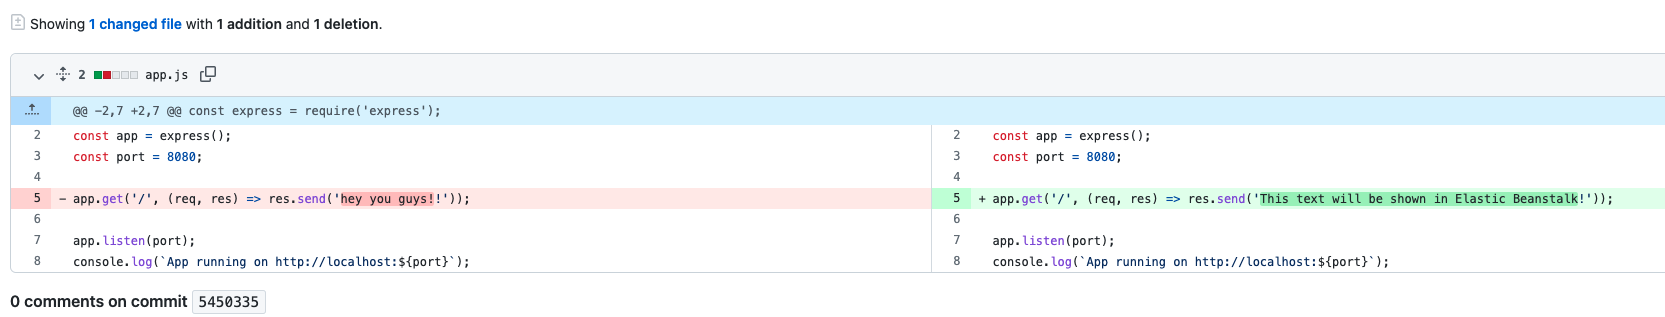 Showing 1 changed file with 1 addition and 1 deletion.
2 app.js
@@ -2,7 +2,7 @@ const express = require('express');
2 const app = express(); 2 const app = express();
3 const port = 8080; 3 const port = 8080;
4 4
5 - app.get('/', (req, res) => res.send('hey you guys!!')); 5 + app.get('/', (req, res) => res.send('This text will be shown in Elastic Beanstalk!'));
6 6
7 app.listen(port); 7 app.listen(port);
8 console.log(`App running on http://localhost:${port}`); 8 console.log(`App running on http://localhost:${port}`);
0 comments on commit 5450335